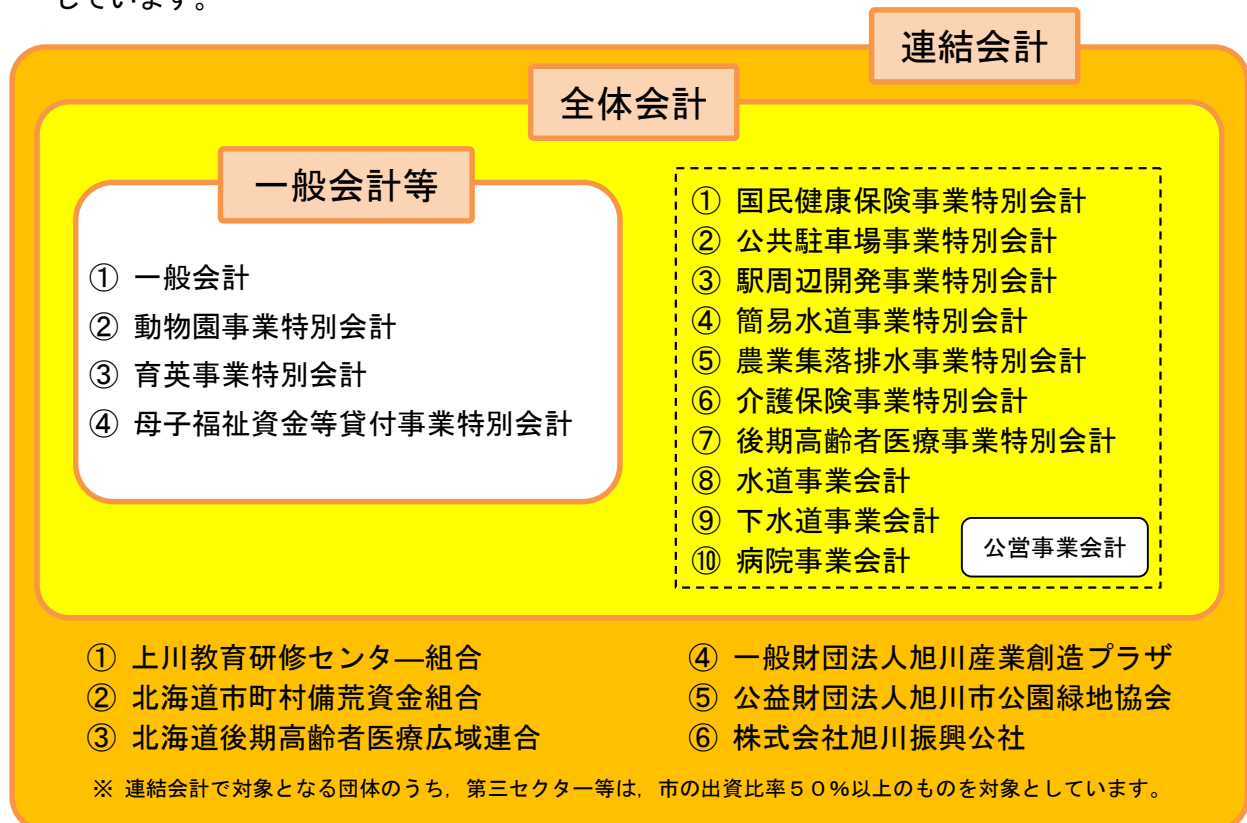 しています。
連結会計
全体会計
一般会計等
① 一般会計
② 動物園事業特別会計
③ 育英事業特別会計
④ 母子福祉資金等貸付事業特別会計
① 国民健康保険事業特別会計
② 公共駐車場事業特別会計
③ 駅周辺開発事業特別会計
④ 簡易水道事業特別会計
⑤ 農業集落排水事業特別会計
⑥ 介護保険事業特別会計
⑦ 後期高齢者医療事業特別会計
⑧ 水道事業会計
⑨ 下水道事業会計
⑩ 病院事業会計
公営事業会計
① 上川教育研修センタ―組合
② 北海道市町村備荒資金組合
③ 北海道後期高齢者医療広域連合
④ 一般財団法人旭川産業創造プラザ
⑤ 公益財団法人旭川市公園緑地協会
⑥ 株式会社旭川振興公社
※ 連結会計で対象となる団体のうち，第三セクター等は，市の出資比率５０％以上のものを対象としています。